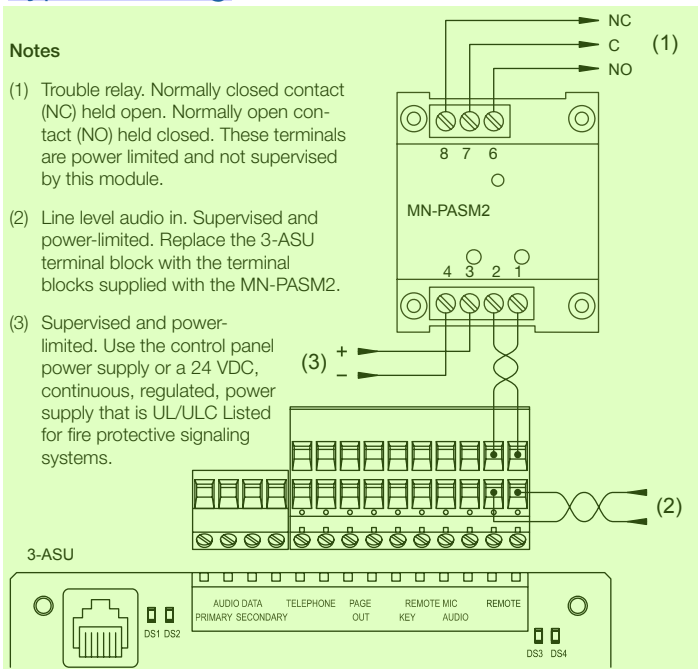 Notes
(1) Trouble relay. Normally closed contact
(NC) held open. Normally open con-
tact (NO) held closed. These terminals
are power limited and not supervised
by this module.
(2) Line level audio in. Supervised and
power-limited. Replace the 3-ASU
terminal block with the terminal
blocks supplied with the MN-PASM2.
(3) Supervised and power-
limited. Use the control panel
power supply or a 24 VDC,
continuous, regulated, power
supply that is UL/ULC Listed
for fire protective signaling
systems.
NC
C
NO
(1)
8 7 6
MN-PASM2
4 3 2 1
(3)
+
−
(2)
3-ASU
AUDIO DATA TELEPHONE PAGE REMOTE MIC REMOTE
PRIMARY SECONDARY OUT KEY AUDIO
DS1 DS2
DS3 DS4